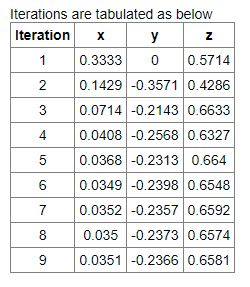 Iterations are tabulated as below
Iteration x y z
1 0.3333 0 0.5714
2 0.1429 -0.3571 0.4286
3 0.0714 -0.2143 0.6633
4 0.0408 -0.2568 0.6327
5 0.0368 -0.2313 0.664
6 0.0349 -0.2398 0.6548
7 0.0352 -0.2357 0.6592
8 0.035 -0.2373 0.6574
9 0.0351 -0.2366 0.6581